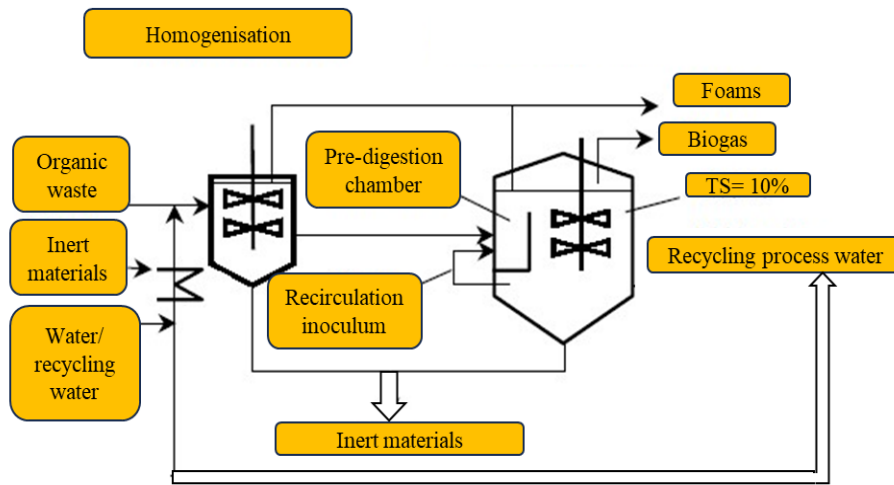 Homogenisation
Foams
Biogas
Organic
waste
Pre-digestion
chamber
TS= 10%
Inert
materials
Recycling process water
Recirculation
inoculum
Water/
recycling
water
Inert materials